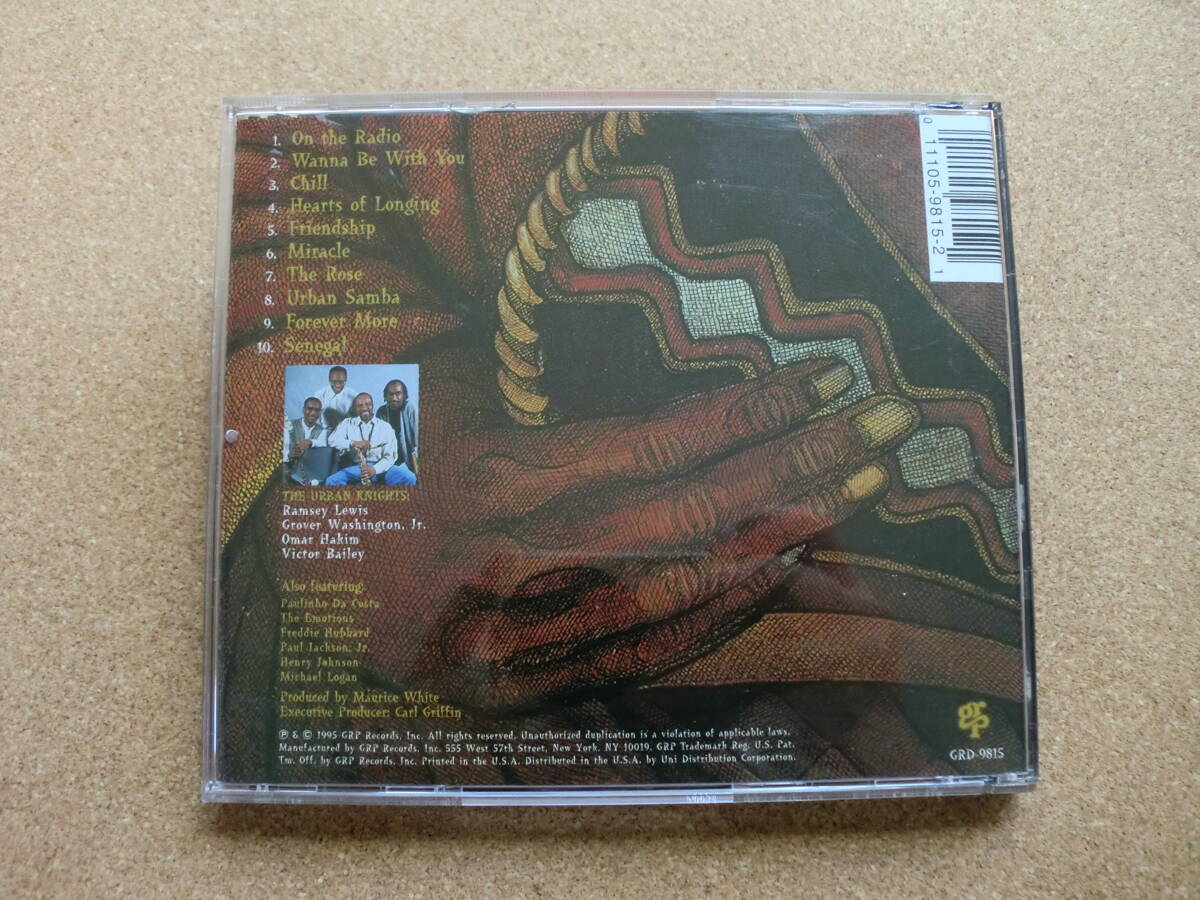 1. On the Radio
2. Wanna Be With You
3. Chill
4. Hearts of Longing
5. Friendship
6. Miracle
7. The Rose
8. Urban Samba
9. Forever More
10. Senegal
THE URBAN KNIGHTS:
Ramsey Lewis
Grover Washington, Jr.
Omar Hakim
Victor Bailey
Also featuring:
Paulinho Da Costa
The Emotions
Freddie Hubbard
Paul Jackson, Jr.
Henry Johnson
Michael Logan
Produced by Maurice White
Executive Producer: Carl Griffin
℗ & © 1995 GRP Records, Inc. All rights reserved. Unauthorized duplication is a violation of applicable laws.
Manufactured by GRP Records, Inc. 555 West 57th Street, New York, NY 10019. GRP Trademark Reg. U.S. Pat.
Tm. Off. by GRP Records, Inc. Printed in the U.S.A. Distributed in the U.S.A. by Uni Distribution Corporation.
0 11105-9815-2 1
grp
GRD-9815